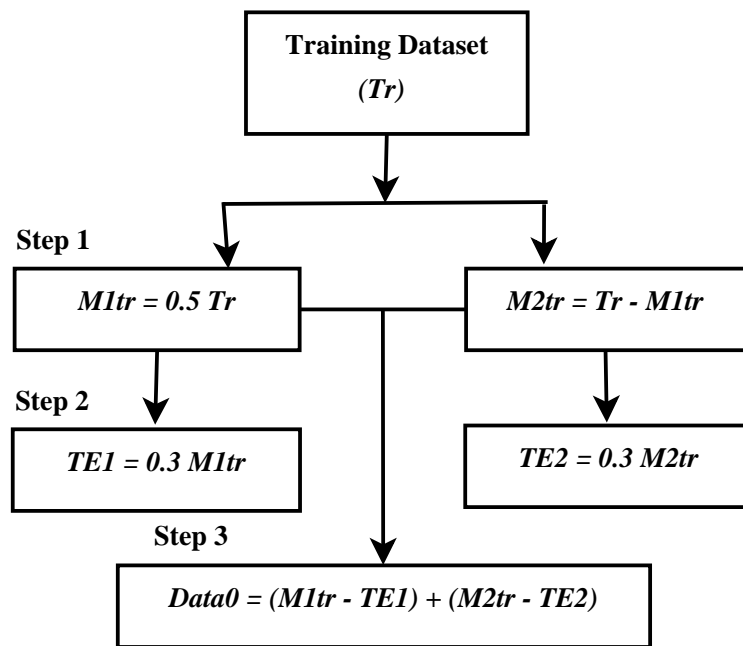 Training Dataset
(Tr)
Step 1
M1tr = 0.5 Tr
M2tr = Tr - M1tr
Step 2
TE1 = 0.3 M1tr
TE2 = 0.3 M2tr
Step 3
Data0 = (M1tr - TE1) + (M2tr - TE2)